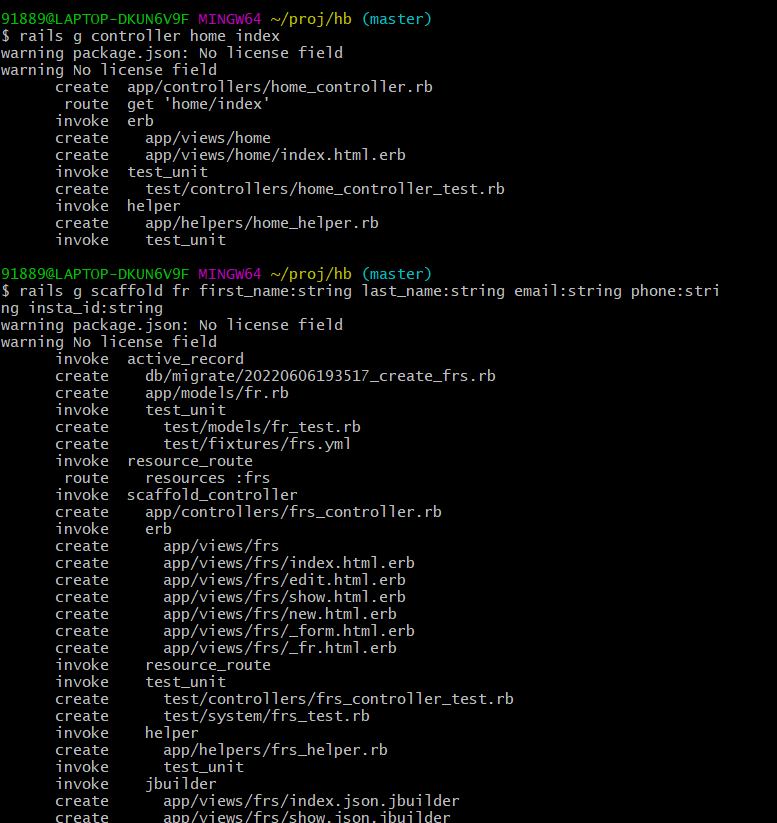 91889@LAPTOP-DKUN6V9F MINGW64 ~/proj/hb (master)
$ rails g controller home index
warning package.json: No license field
warning No license field
      create  app/controllers/home_controller.rb
       route  get 'home/index'
      invoke  erb
      create    app/views/home
      create    app/views/home/index.html.erb
      invoke  test_unit
      create    test/controllers/home_controller_test.rb
      invoke  helper
      create    app/helpers/home_helper.rb
      invoke    test_unit

91889@LAPTOP-DKUN6V9F MINGW64 ~/proj/hb (master)
$ rails g scaffold fr first_name:string last_name:string email:string phone:stri
ng insta_id:string
warning package.json: No license field
warning No license field
      invoke  active_record
      create    db/migrate/20220606193517_create_frs.rb
      create    app/models/fr.rb
      invoke    test_unit
      create      test/models/fr_test.rb
      create      test/fixtures/frs.yml
      invoke  resource_route
       route    resources :frs
      invoke  scaffold_controller
      create    app/controllers/frs_controller.rb
      invoke    erb
      create      app/views/frs
      create      app/views/frs/index.html.erb
      create      app/views/frs/edit.html.erb
      create      app/views/frs/show.html.erb
      create      app/views/frs/new.html.erb
      create      app/views/frs/_form.html.erb
      create      app/views/frs/_fr.html.erb
      invoke    resource_route
      invoke    test_unit
      create      test/controllers/frs_controller_test.rb
      create      test/system/frs_test.rb
      invoke    helper
      create      app/helpers/frs_helper.rb
      invoke      test_unit
      invoke    jbuilder
      create      app/views/frs/index.json.jbuilder
      create      app/views/frs/show.json.jbuilder